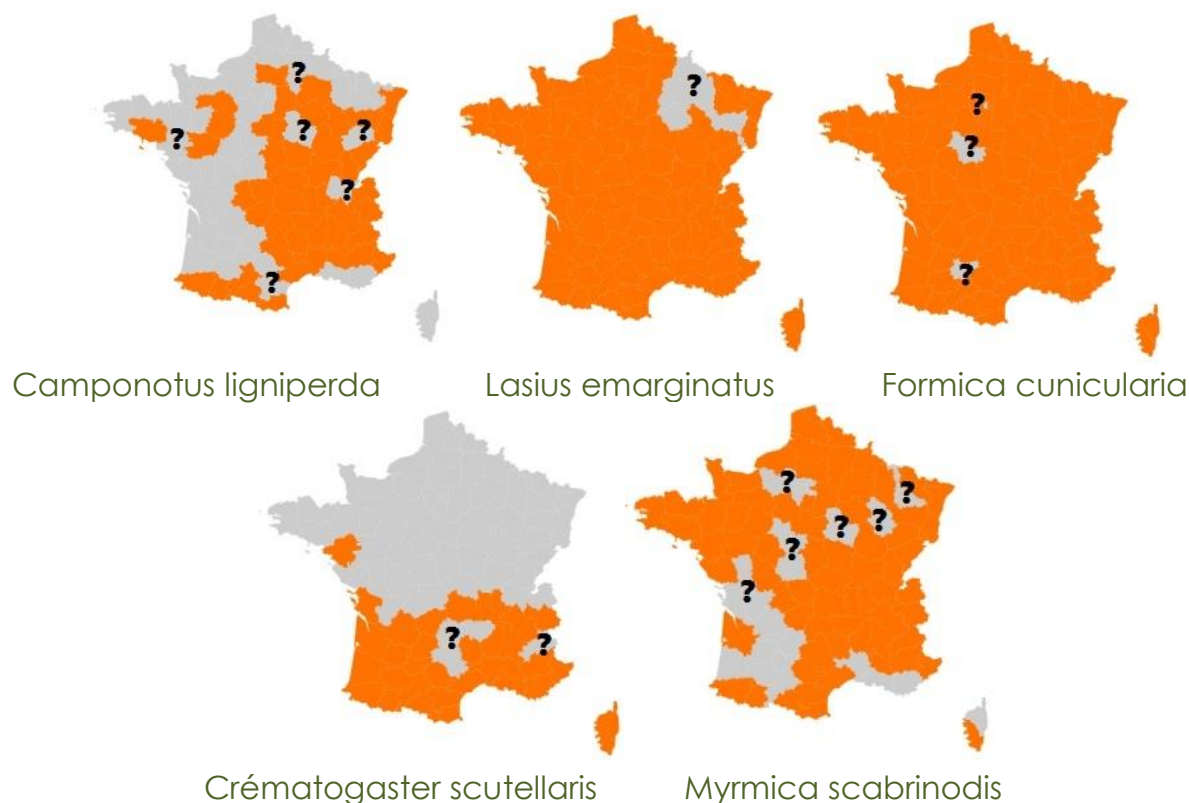 ? ? ? ? ? ?
?
? ? ?
Camponotus ligniperda
Lasius emarginatus
Formica cunicularia
? ?
? ? ? ? ? ?
Crématogaster scutellaris
Myrmica scabrinodis